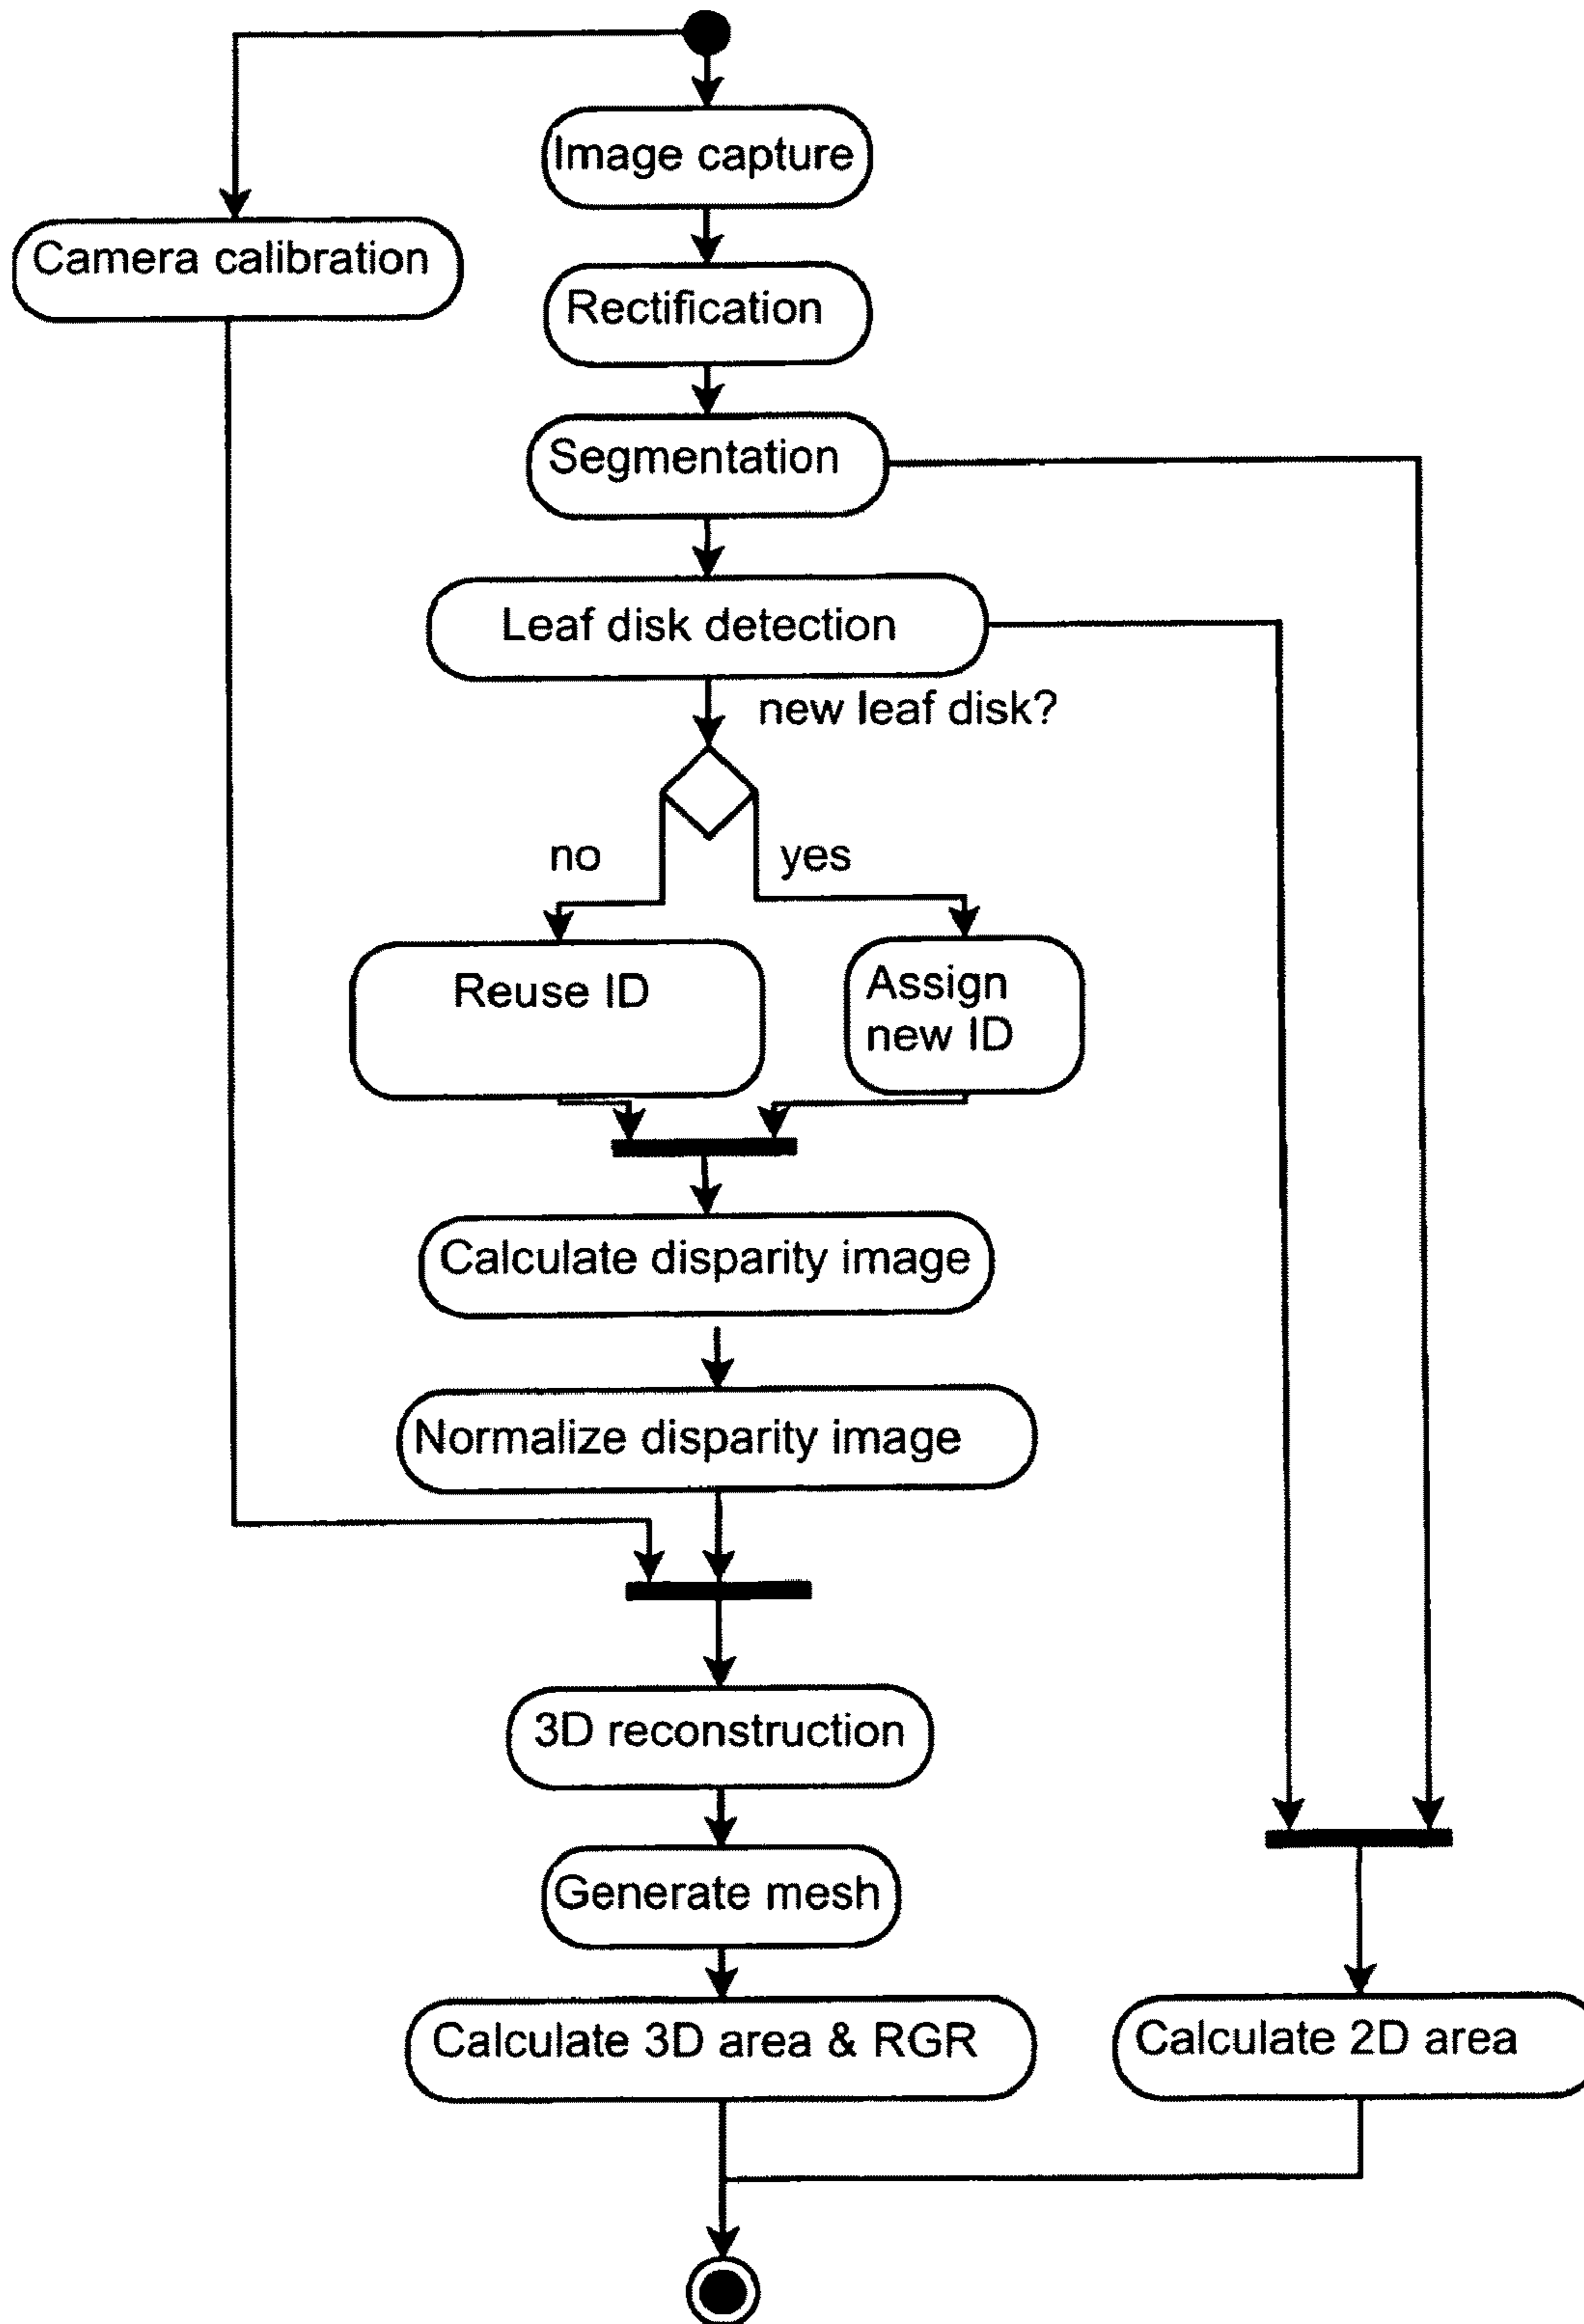 Image capture
Camera calibration
Rectification
Segmentation
Leaf disk detection
new leaf disk?
no
yes
Reuse ID
Assign
new ID
Calculate disparity image
Normalize disparity image
3D reconstruction
Generate mesh
Calculate 3D area & RGR
Calculate 2D area